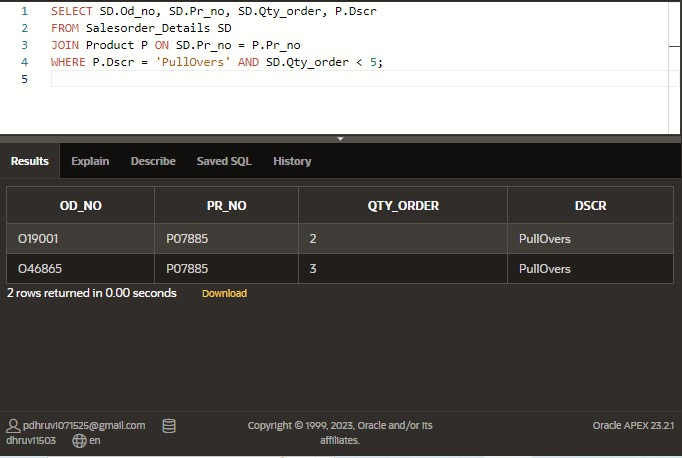 1 SELECT SD.Od_no, SD.Pr_no, SD.Qty_order, P.Dscr
2 FROM Salesorder_Details SD
3 JOIN Product P ON SD.Pr_no = P.Pr_no
4 WHERE P.Dscr = 'PullOvers' AND SD.Qty_order < 5;
5
Results Explain Describe Saved SQL History
OD_NO PR_NO QTY_ORDER DSCR
O19001 P07885 2 PullOvers
O46865 P07885 3 PullOvers
2 rows returned in 0.00 seconds Download
pdhruv1071525@gmail.com
dhruv11503 en
Copyright © 1999, 2023, Oracle and/or its
affiliates.
Oracle APEX 23.2.1